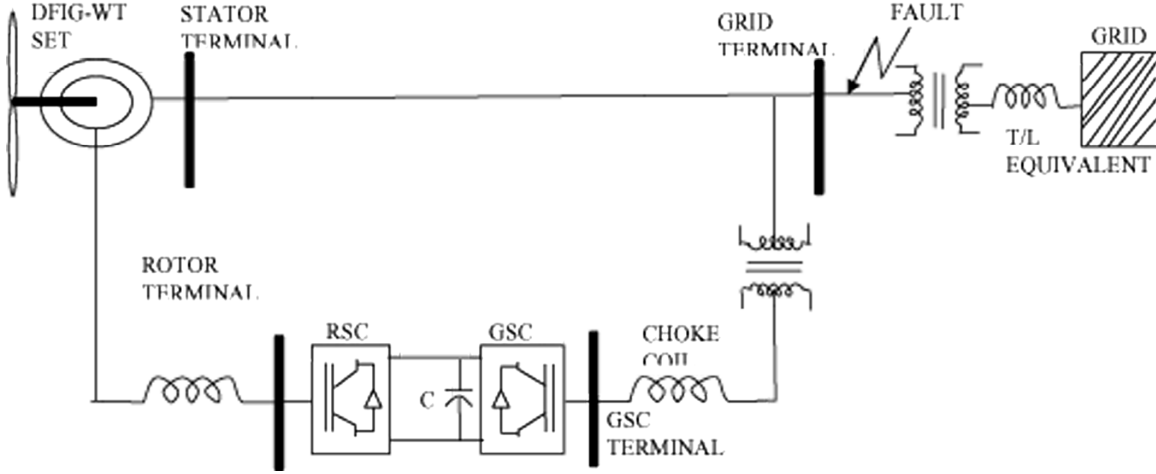 DFIG-WT
SET
STATOR
TERMINAL
GRID
TERMINAL
FAULT
GRID
T/L
EQUIVALENT
ROTOR
TERMINAL
RSC
GSC
C
CHOKE
COIL
GSC
TERMINAL